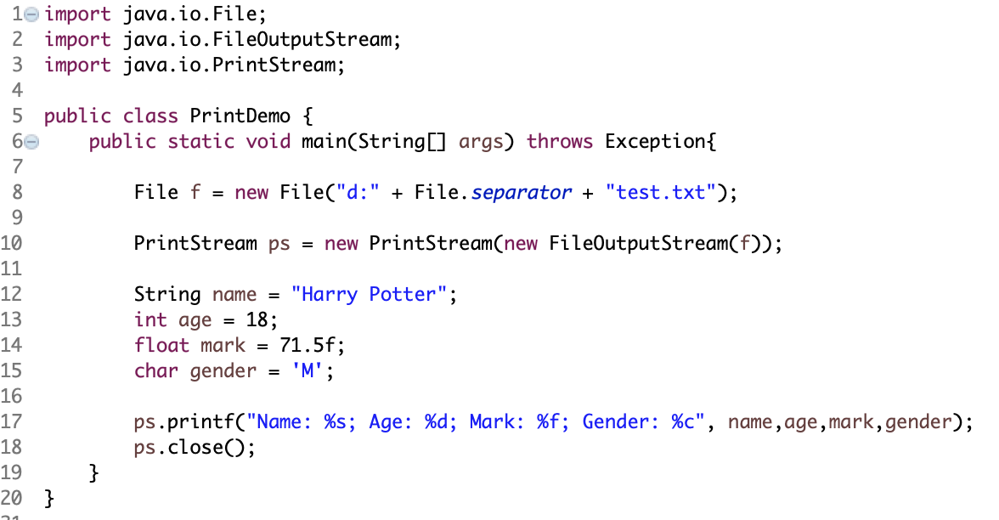 1 import java.io.File;
2 import java.io.FileOutputStream;
3 import java.io.PrintStream;
4
5 public class PrintDemo {
6     public static void main(String[] args) throws Exception{
7
8         File f = new File("d:" + File.separator + "test.txt");
9
10         PrintStream ps = new PrintStream(new FileOutputStream(f));
11
12         String name = "Harry Potter";
13         int age = 18;
14         float mark = 71.5f;
15         char gender = 'M';
16
17         ps.printf("Name: %s; Age: %d; Mark: %f; Gender: %c", name,age,mark,gender);
18         ps.close();
19     }
20 }
21